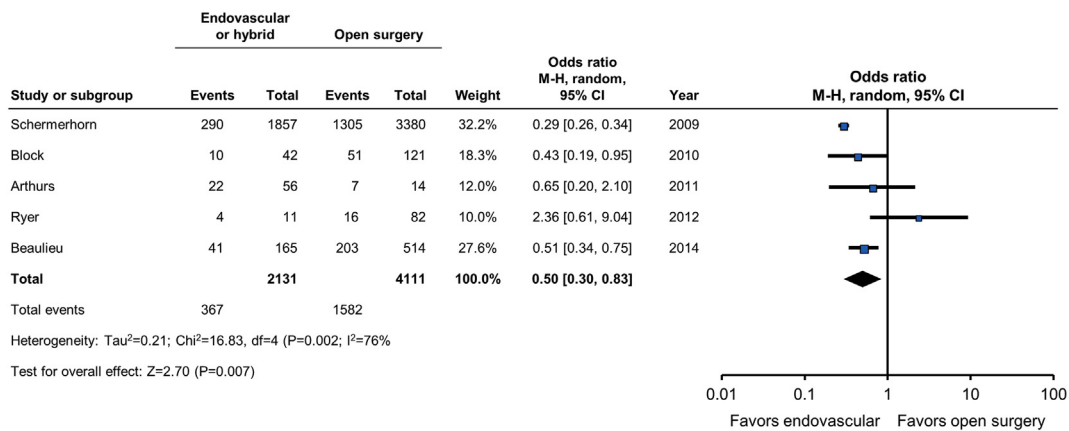 Endovascular
or hybrid Open surgery
Odds ratio
M-H, random,
95% CI
Odds ratio
M-H, random, 95% CI
Study or subgroup Events Total Events Total Weight Year
Schermerhorn 290 1857 1305 3380 32.2% 0.29 [0.26, 0.34] 2009
Block 10 42 51 121 18.3% 0.43 [0.19, 0.95] 2010
Arthurs 22 56 7 14 12.0% 0.65 [0.20, 2.10] 2011
Ryer 4 11 16 82 10.0% 2.36 [0.61, 9.04] 2012
Beaulieu 41 165 203 514 27.6% 0.51 [0.34, 0.75] 2014
Total 2131 4111 100.0% 0.50 [0.30, 0.83]
Total events 367 1582
Heterogeneity: Tau²=0.21; Chi²=16.83, df=4 (P=0.002; I²=76%
Test for overall effect: Z=2.70 (P=0.007)
0.01 0.1 1 10 100
Favors endovascular Favors open surgery